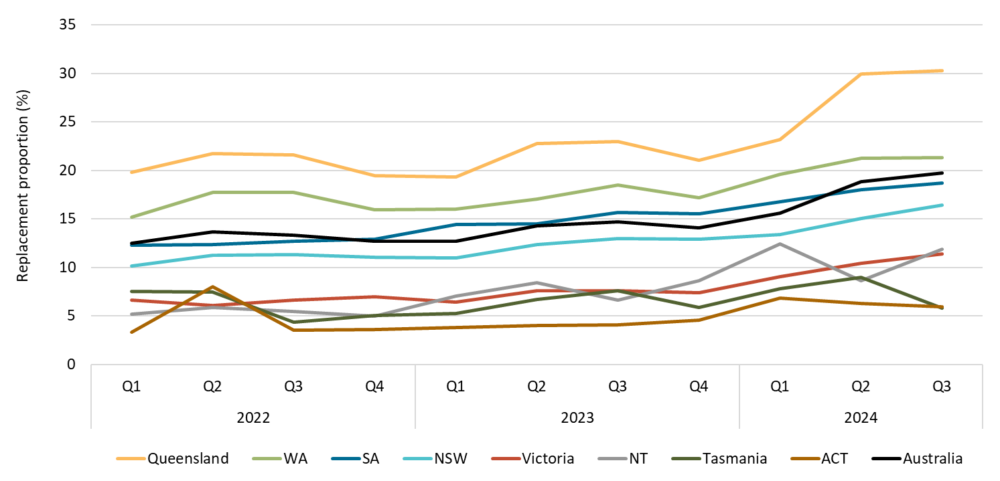 35
30
25
20
15
10
5
0
Replacement proportion (%)
Q1 Q2 Q3 Q4 Q1 Q2 Q3 Q4 Q1 Q2 Q3
2022 2023 2024
Queensland WA SA NSW Victoria NT Tasmania ACT Australia